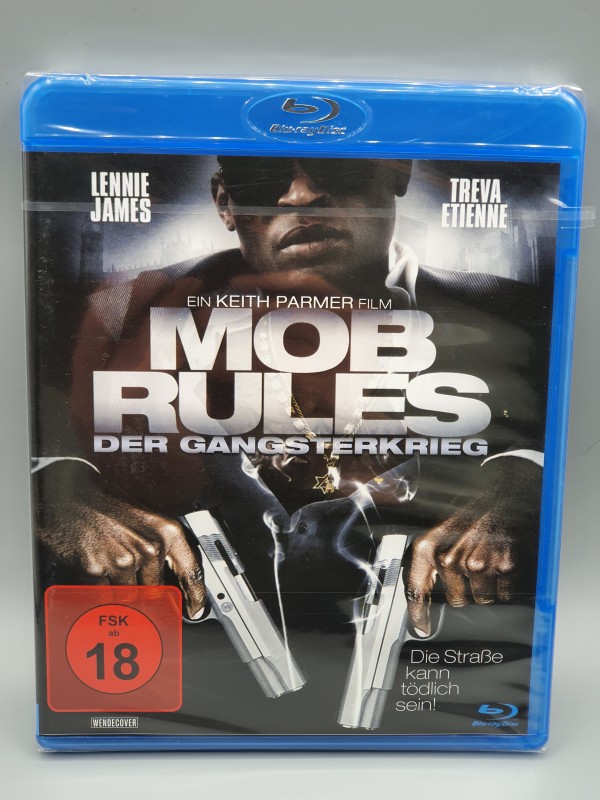 Blu-ray Disc
LENNIE
JAMES
TREVA
ETIENNE
EIN KEITH PARMER FILM
MOB
RULES
DER GANGSTERKRIEG
FSK
ab
18
WENDECOVER
Die Straße
kann
tödlich
sein!
Blu-ray Disc